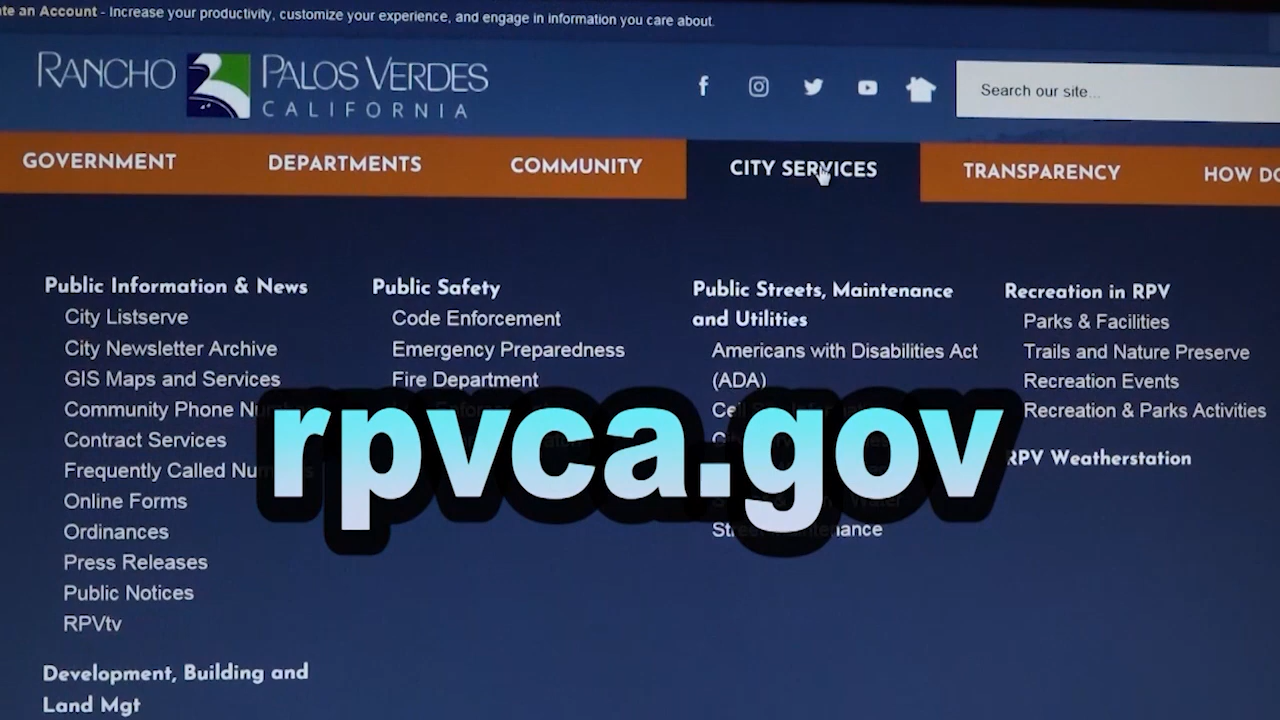 te an Account - Increase your productivity, customize your experience, and engage in information you care about.
RANCHO PALOS VERDES
CALIFORNIA
Search our site...
GOVERNMENT
DEPARTMENTS
COMMUNITY
CITY SERVICES
TRANSPARENCY
HOW DO
Public Information & News
City Listserve
City Newsletter Archive
GIS Maps and Services
Community Phone
Contract Services
Frequently Called
Online Forms
Ordinances
Press Releases
Public Notices
RPVtv
Development, Building and
Land Mgt
Public Safety
Code Enforcement
Emergency Preparedness
Fire Department
Public Streets, Maintenance
and Utilities
Americans with Disabilities Act
(ADA)
Recreation in RPV
Parks & Facilities
Trails and Nature Preserve
Recreation Events
Recreation & Parks Activities
RPV Weatherstation
rpvca.gov